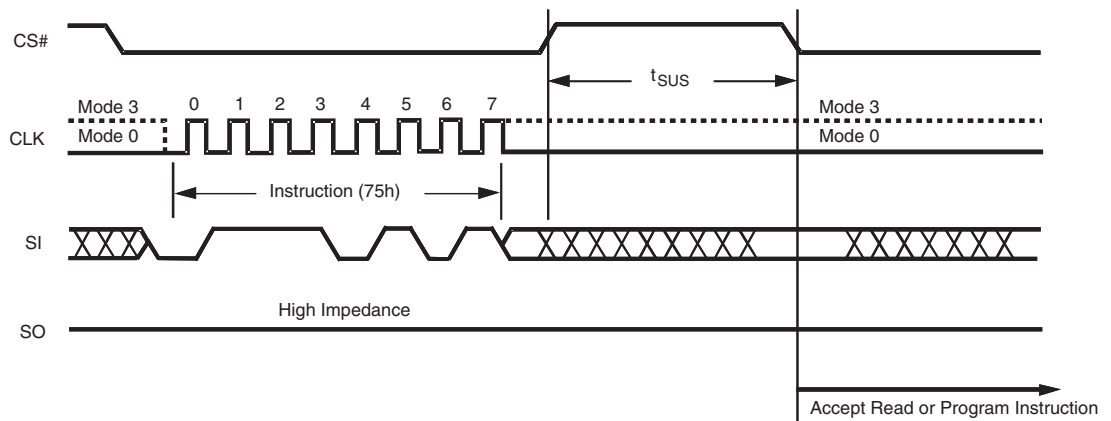 CS#
tSUS
Mode 3
0 1 2 3 4 5 6 7
Mode 3
CLK
Mode 0
Mode 0
Instruction (75h)
SI
High Impedance
SO
Accept Read or Program Instruction